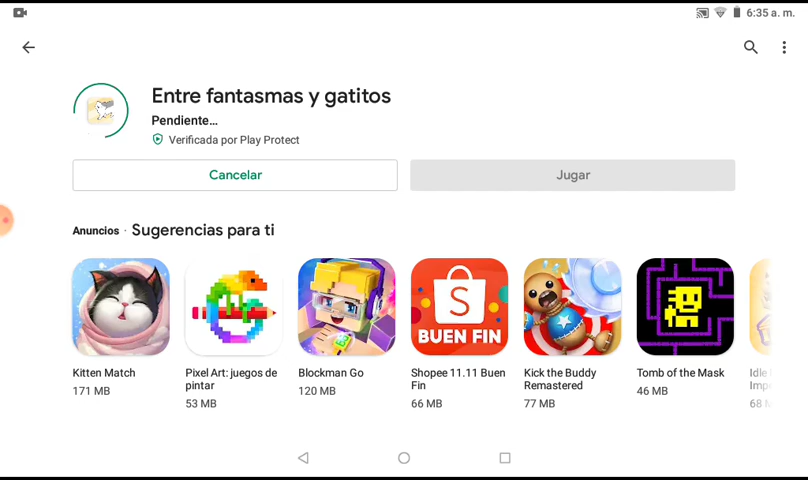 6:35 a. m.
Entre fantasmas y gatitos
Pendiente...
Verificada por Play Protect
Cancelar
Jugar
Anuncios · Sugerencias para ti
S
BUEN FIN
Kitten Match
171 MB
Pixel Art: juegos de
pintar
53 MB
Blockman Go
120 MB
Shopee 11.11 Buen
Fin
66 MB
Kick the Buddy
Remastered
77 MB
Tomb of the Mask
46 MB
Idle
68